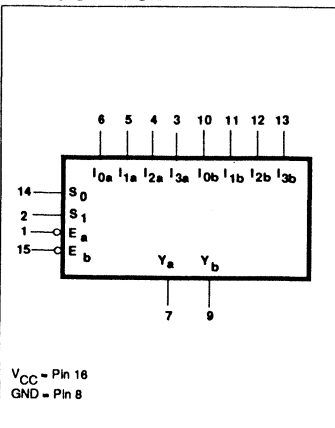 6 5 4 3 10 11 12 13
I0a I1a I2a I3a I0b I1b I2b I3b
14 S0
2 S1
1 Ea
15 Eb
Ya Yb
7 9
VCC = Pin 16
GND = Pin 8